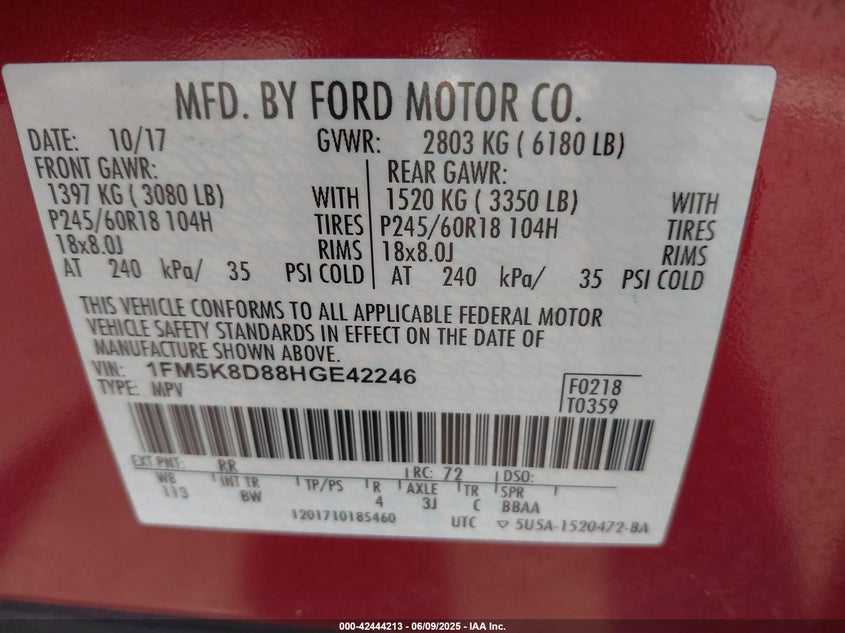 MFD. BY FORD MOTOR CO.
DATE: 10/17 GVWR: 2803 KG ( 6180 LB)
FRONT GAWR: REAR GAWR:
1397 KG ( 3080 LB) WITH 1520 KG ( 3350 LB) WITH
P245/60R18 104H TIRES P245/60R18 104H TIRES
18x8.0J RIMS 18x8.0J RIMS
AT 240 kPa/ 35 PSI COLD AT 240 kPa/ 35 PSI COLD
THIS VEHICLE CONFORMS TO ALL APPLICABLE FEDERAL MOTOR
VEHICLE SAFETY STANDARDS IN EFFECT ON THE DATE OF
MANUFACTURE SHOWN ABOVE.
VIN: 1FM5K8D88HGE42246 F0218
TYPE: MPV T0359
EXT PNT: RR RC: 72 DSO:
WB INT TR TP/PS R AXLE TR SPR
113 BW 4 3J C BBAA
1201710185460 UTC ▽ 5U5A-1520472-BA
000-42444213 - 06/09/2025 - IAA Inc.